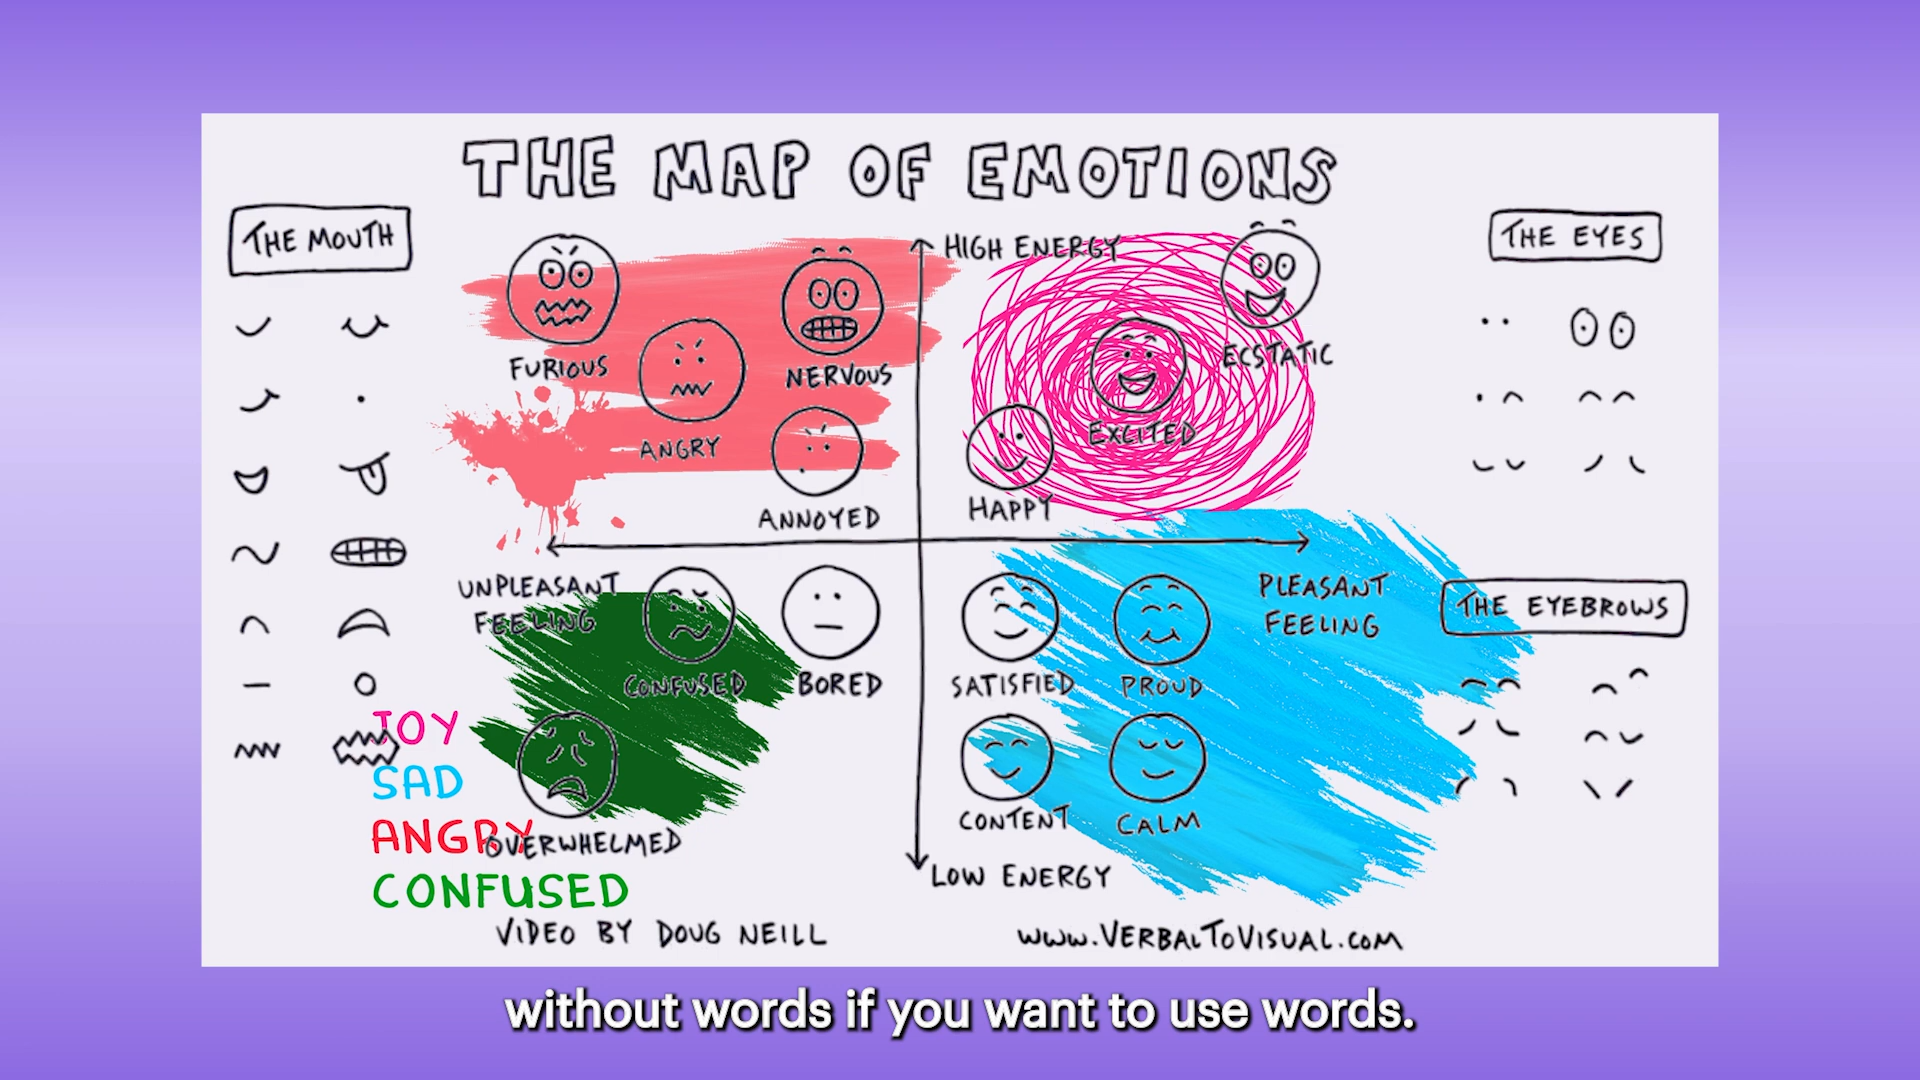 THE MAP OF EMOTIONS
THE MOUTH
HIGH ENERGY
THE EYES
FURIOUS
NERVOUS
ECSTATIC
ANGRY
EXCITED
ANNOYED
HAPPY
UNPLEASANT
FEELING
PLEASANT
FEELING
THE EYEBROWS
CONFUSED
BORED
SATISFIED
PROUD
JOY
SAD
ANGRY
CONFUSED
OVERWHELMED
CONTENT
CALM
LOW ENERGY
VIDEO BY DOUG NEILL
www.VERBALTOVISUAL.COM
without words if you want to use words.